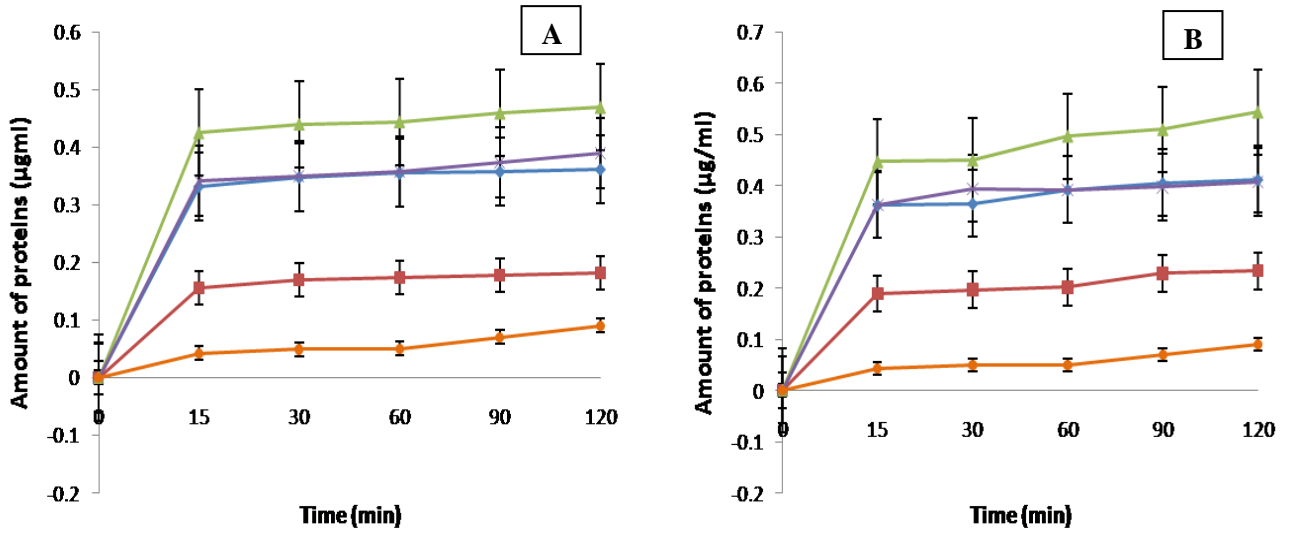 A
Amount of proteins (µgml)
0.6
0.5
0.4
0.3
0.2
0.1
0
-0.1
-0.2
0 15 30 60 90 120
Time (min)
B
Amount of proteins (µg/ml)
0.7
0.6
0.5
0.4
0.3
0.2
0.1
0
-0.1
-0.2
0 15 30 60 90 120
Time (min)